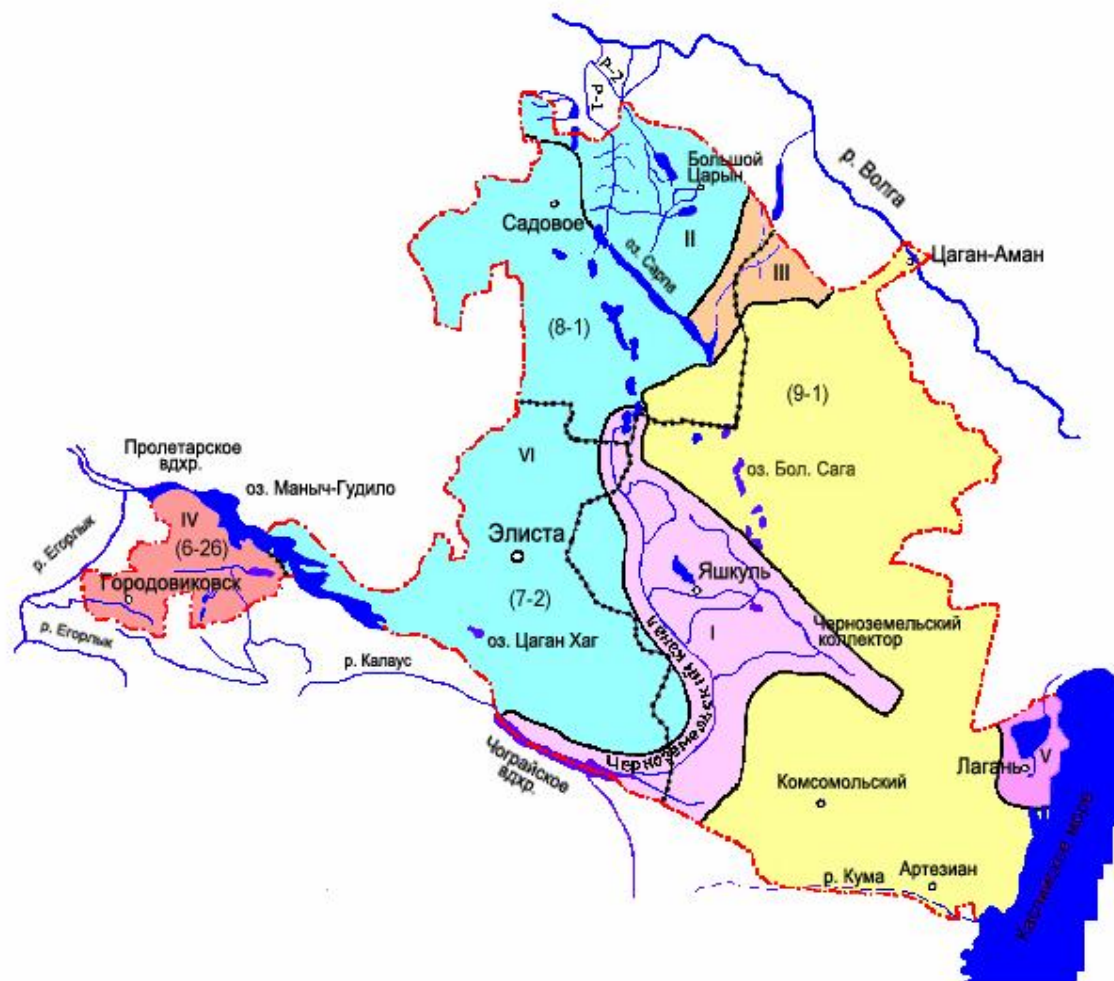 Р-2
Р-1
Большой
Царын
р. Волга
Садовое
II
оз. Сарпа
III
Цаган-Аман
(8-1)
(9-1)
Пролетарское
вдхр.
оз. Маныч-Гудило
VI
оз. Бол. Сага
IV
(6-26)
р. Егорлык
Городовиковск
Элиста
Яшкуль
(7-2)
I
Черноземельский
коллектор
р. Егорлык
оз. Цаган Хаг
р. Калаус
Черноземельский канал
Чограйское
вдхр.
Лагань
V
Комсомольский
Каспийское море
р. Кума
Артезиан